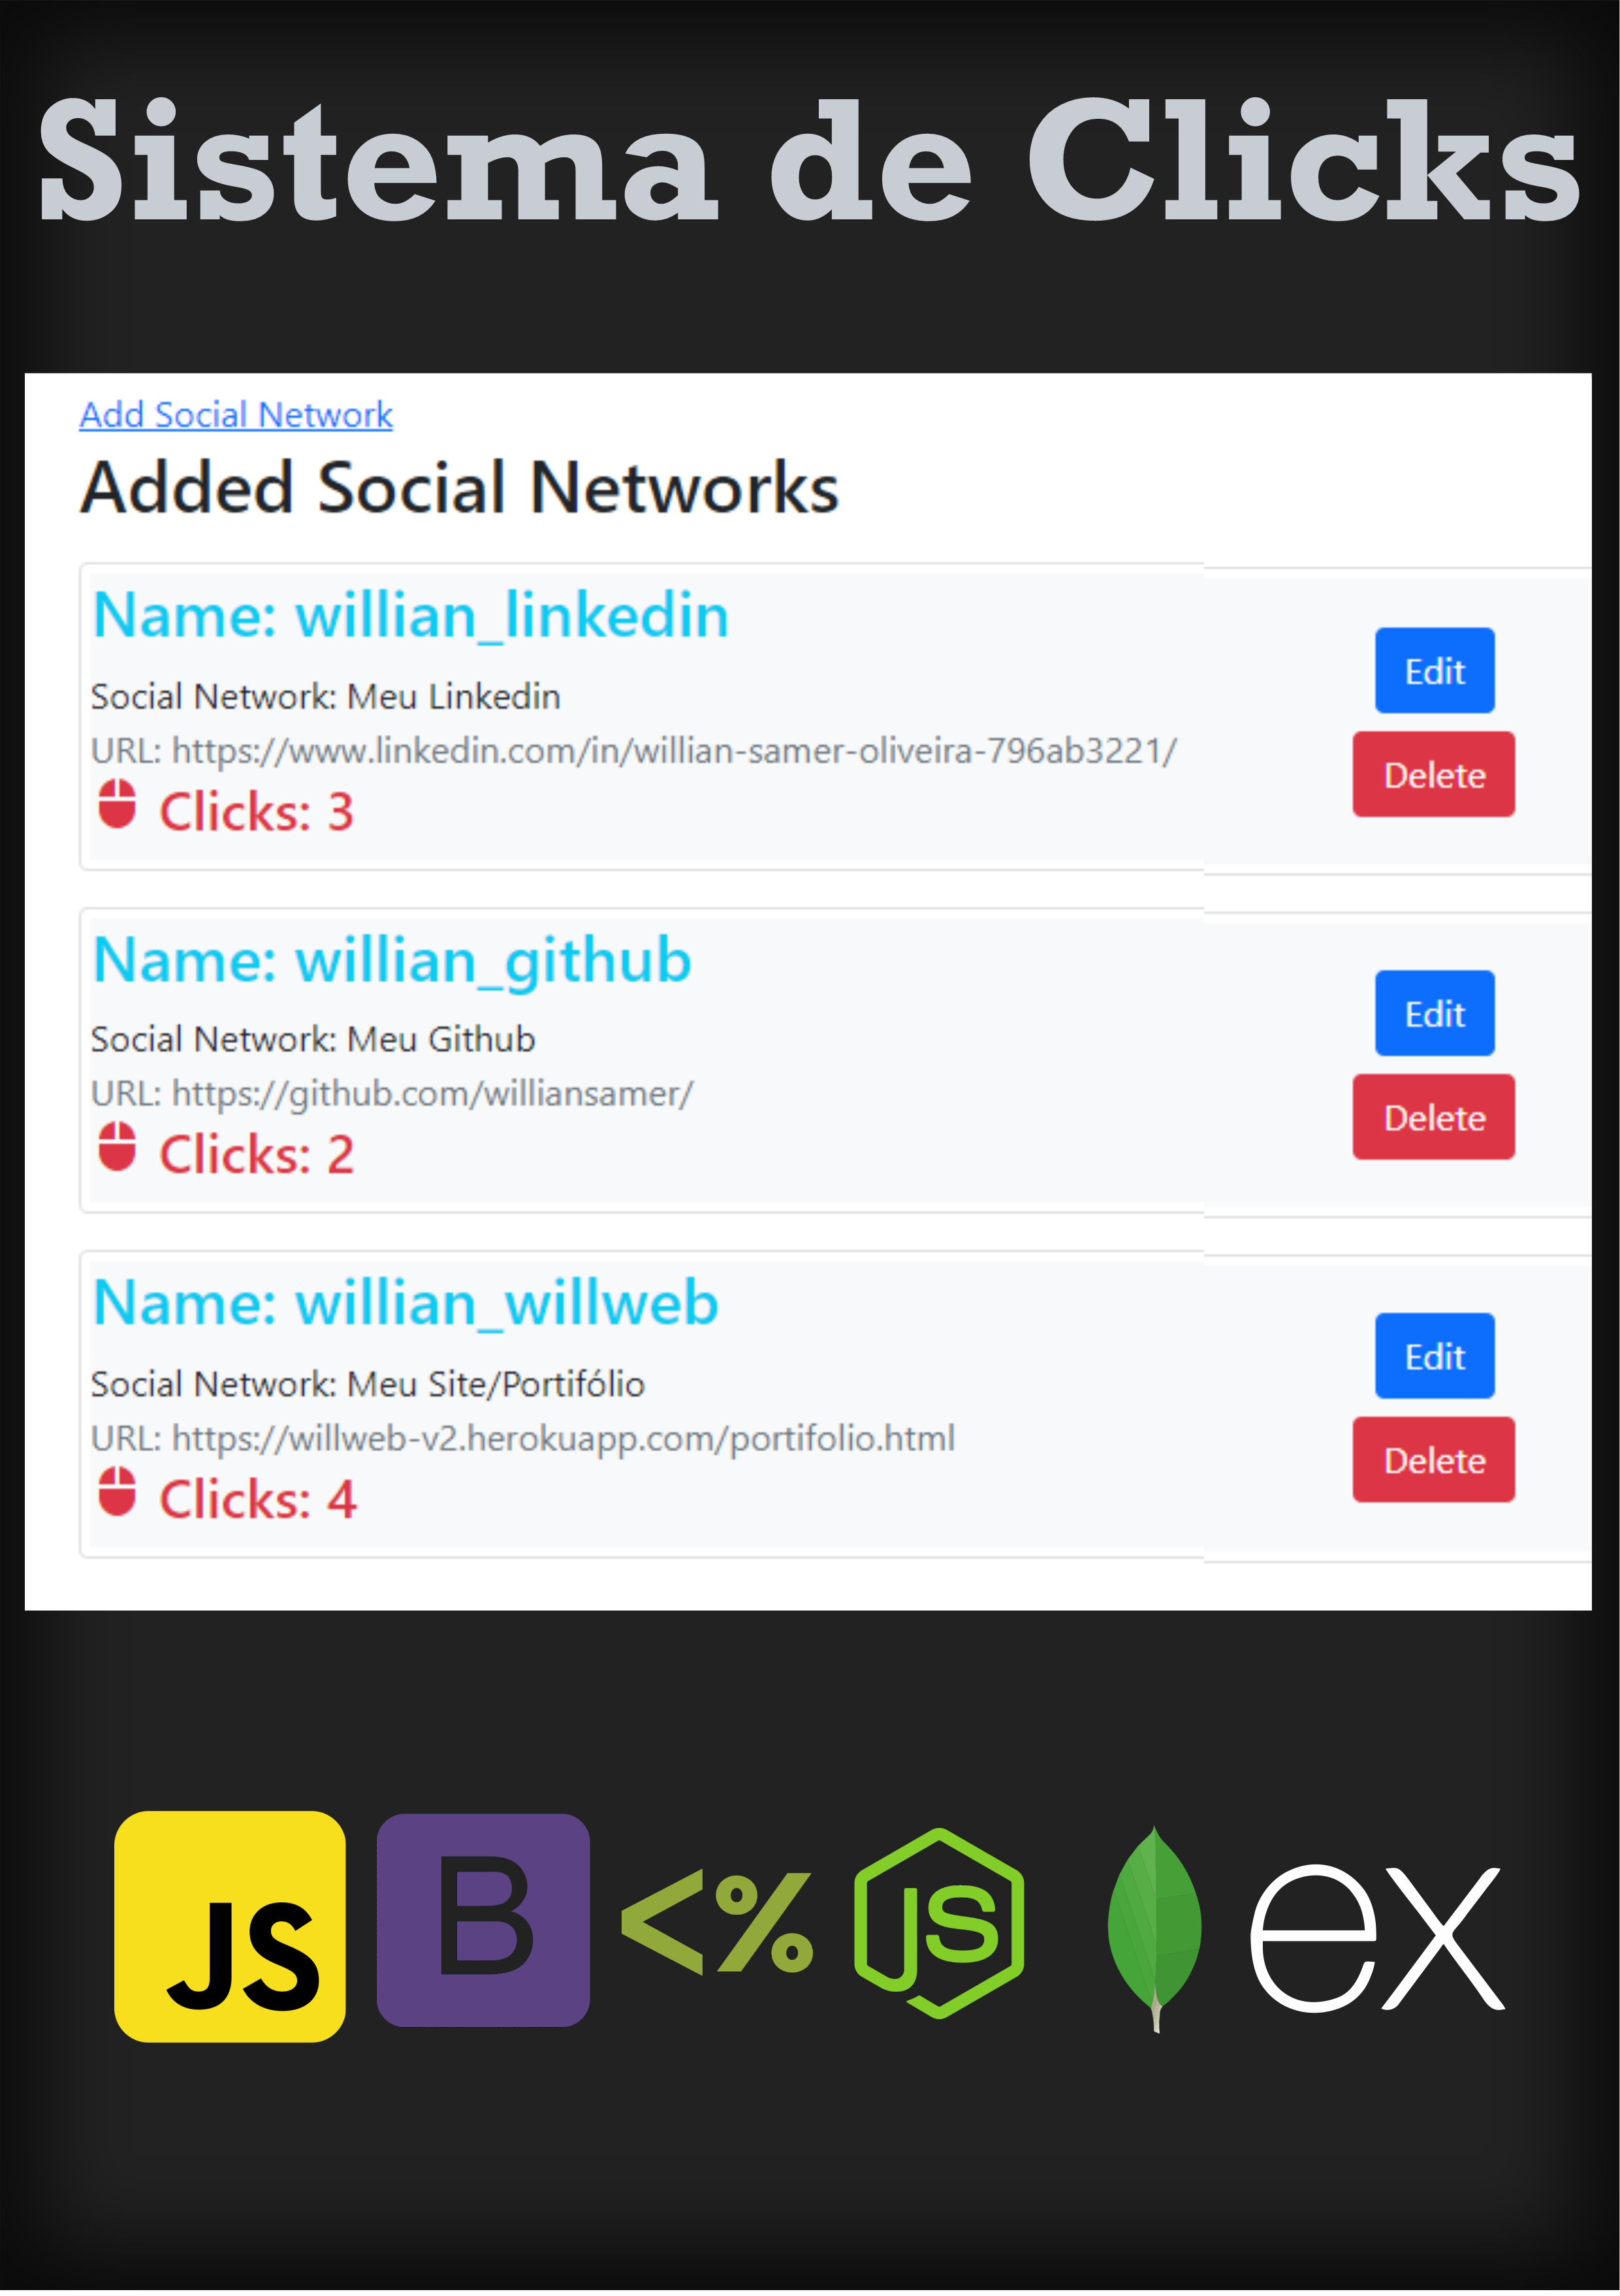 Sistema de Clicks
Add Social Network
Added Social Networks
Name: willian_linkedin
Social Network: Meu Linkedin
URL: https://www.linkedin.com/in/willian-samer-oliveira-796ab3221/
Clicks: 3
Edit
Delete
Name: willian_github
Social Network: Meu Github
URL: https://github.com/williansamer/
Clicks: 2
Edit
Delete
Name: willian_willweb
Social Network: Meu Site/Portifólio
URL: https://willweb-v2.herokuapp.com/portifolio.html
Clicks: 4
Edit
Delete
JS B <% JS ex